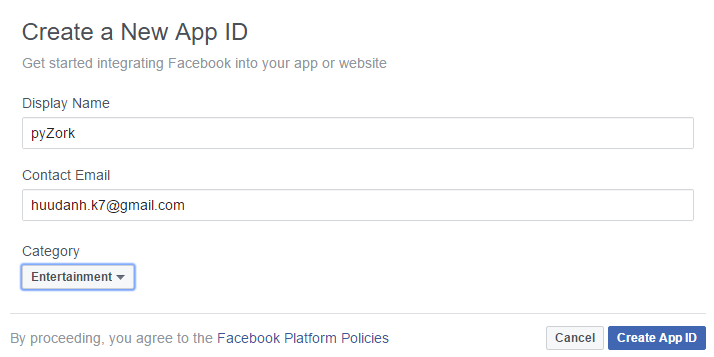 Create a New App ID
Get started integrating Facebook into your app or website
Display Name
pyZork
Contact Email
huudanh.k7@gmail.com
Category
Entertainment
By proceeding, you agree to the Facebook Platform Policies
Cancel
Create App ID